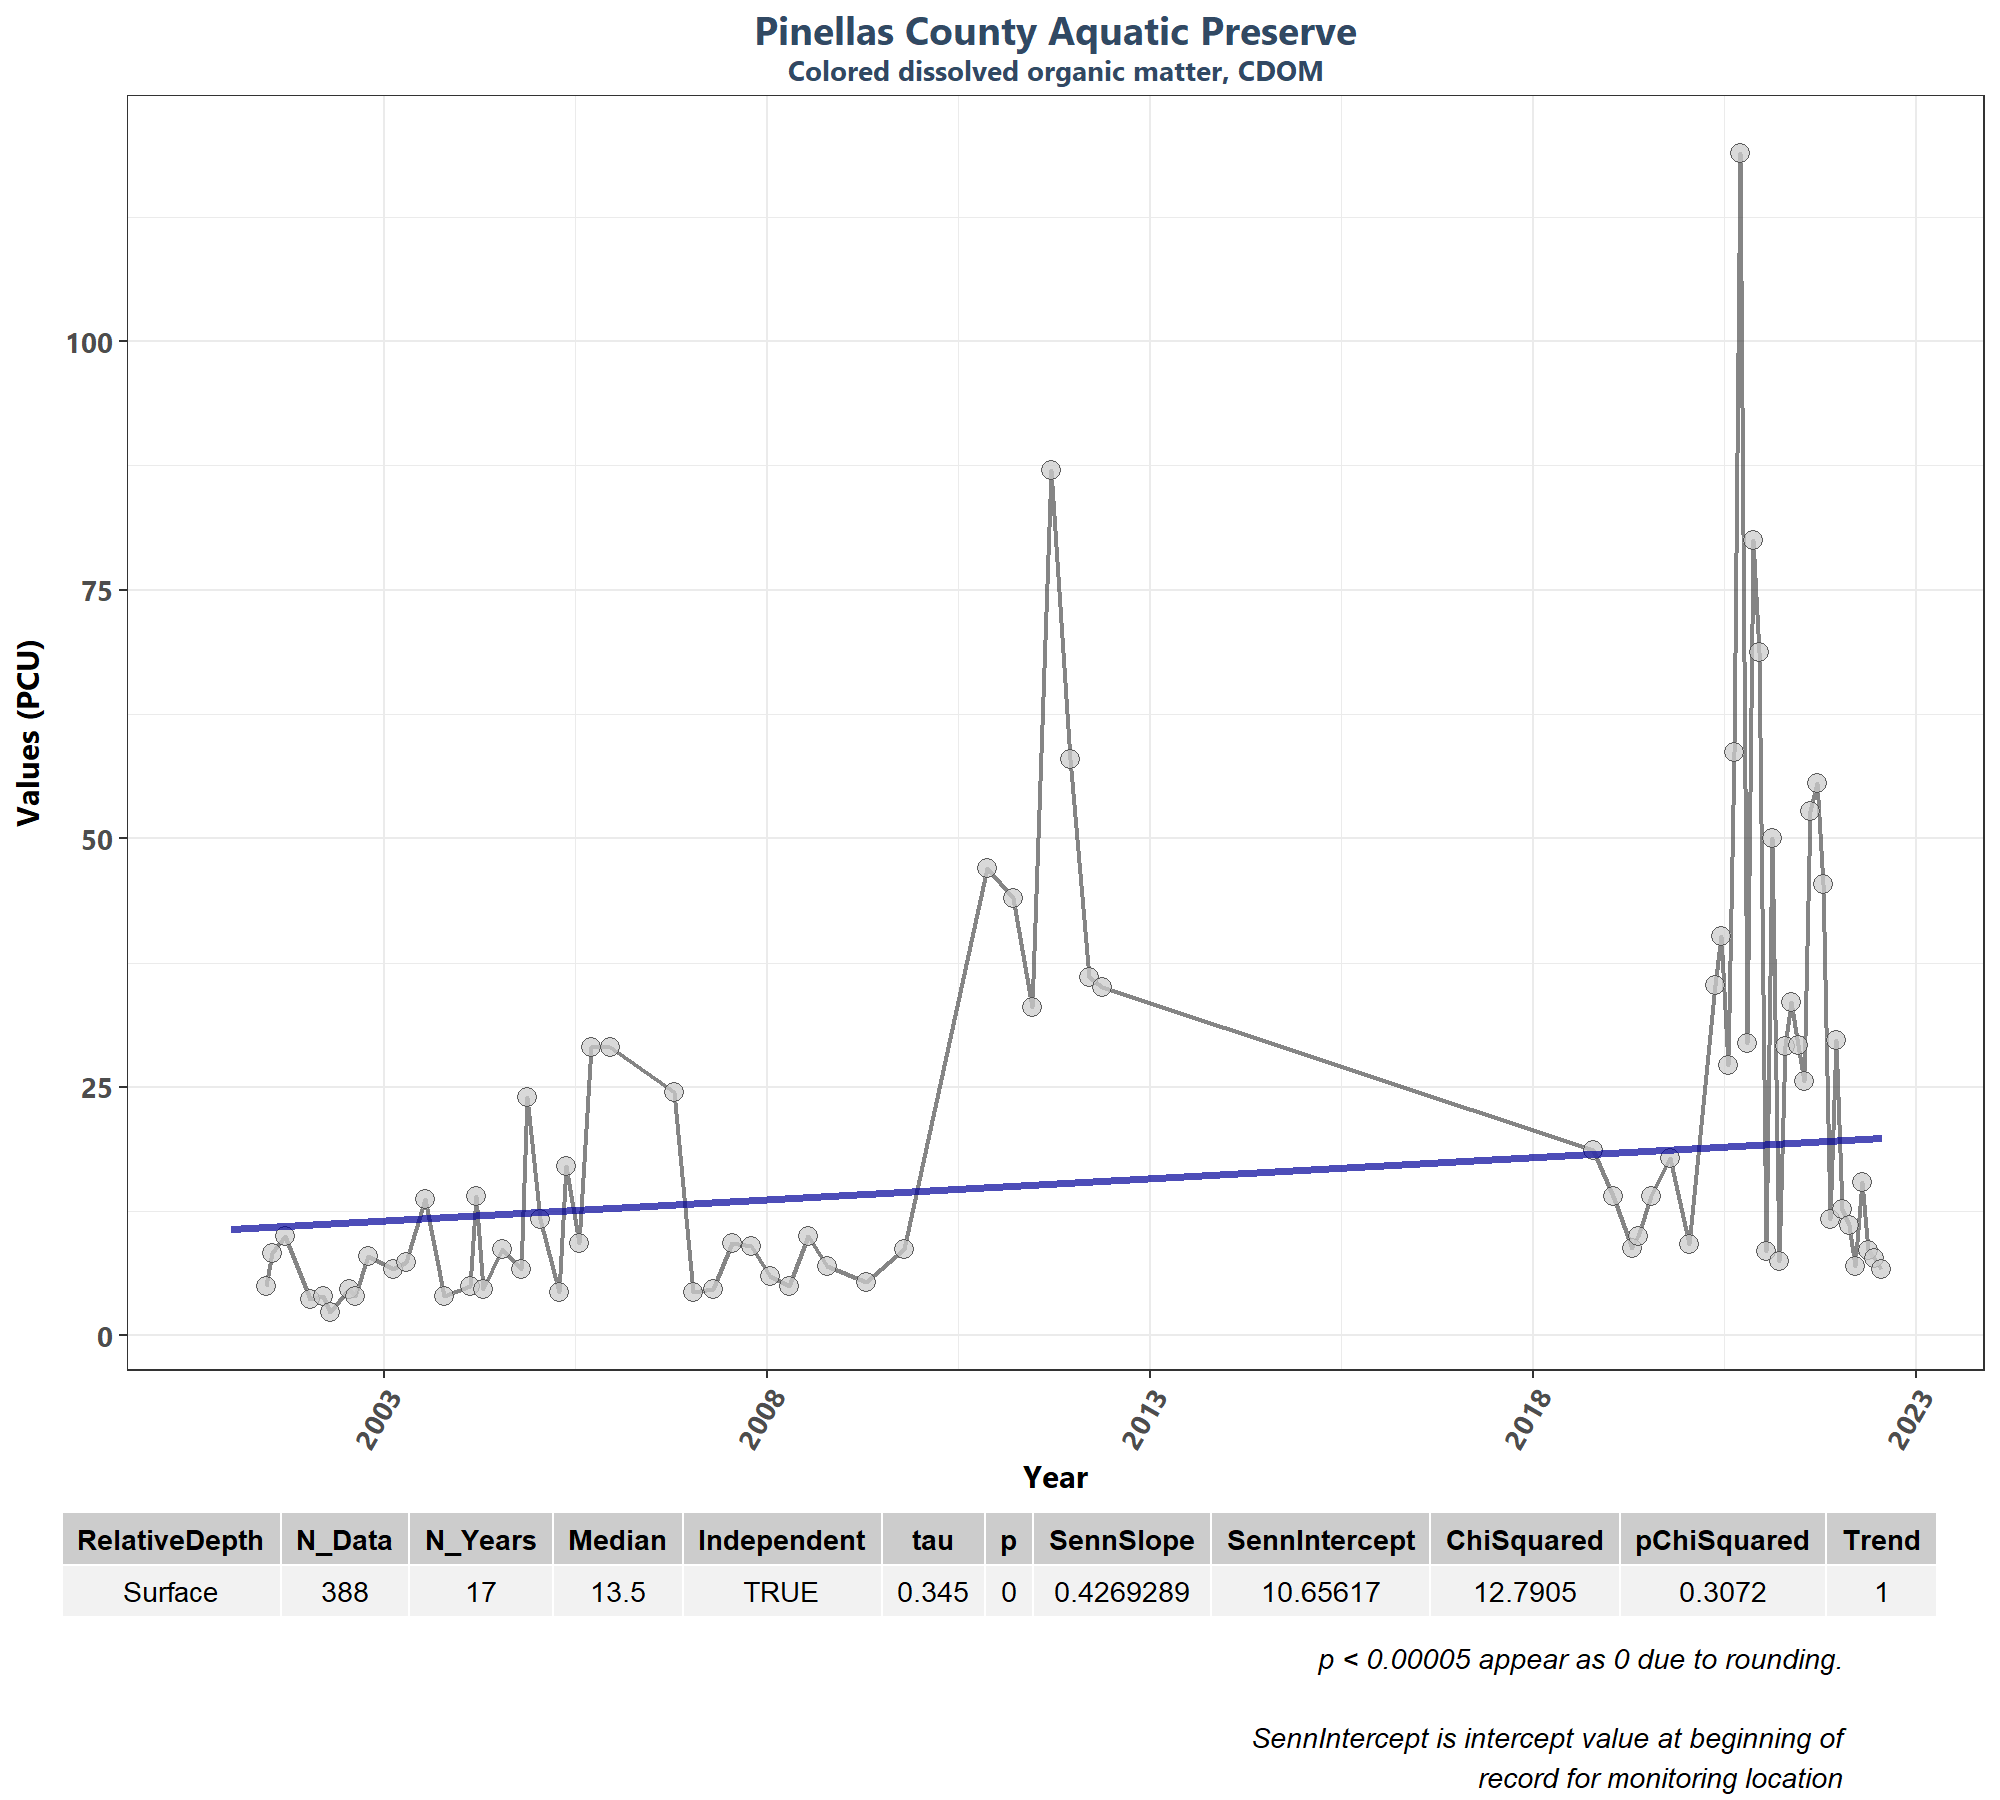 Pinellas County Aquatic Preserve
Colored dissolved organic matter, CDOM
Values (PCU)
100
75
50
25
0
2003 2008 2013 2018 2023
Year
RelativeDepth N_Data N_Years Median Independent tau p SennSlope SennIntercept ChiSquared pChiSquared Trend
Surface 388 17 13.5 TRUE 0.345 0 0.4269289 10.65617 12.7905 0.3072 1
p < 0.00005 appear as 0 due to rounding.
SennIntercept is intercept value at beginning of
record for monitoring location